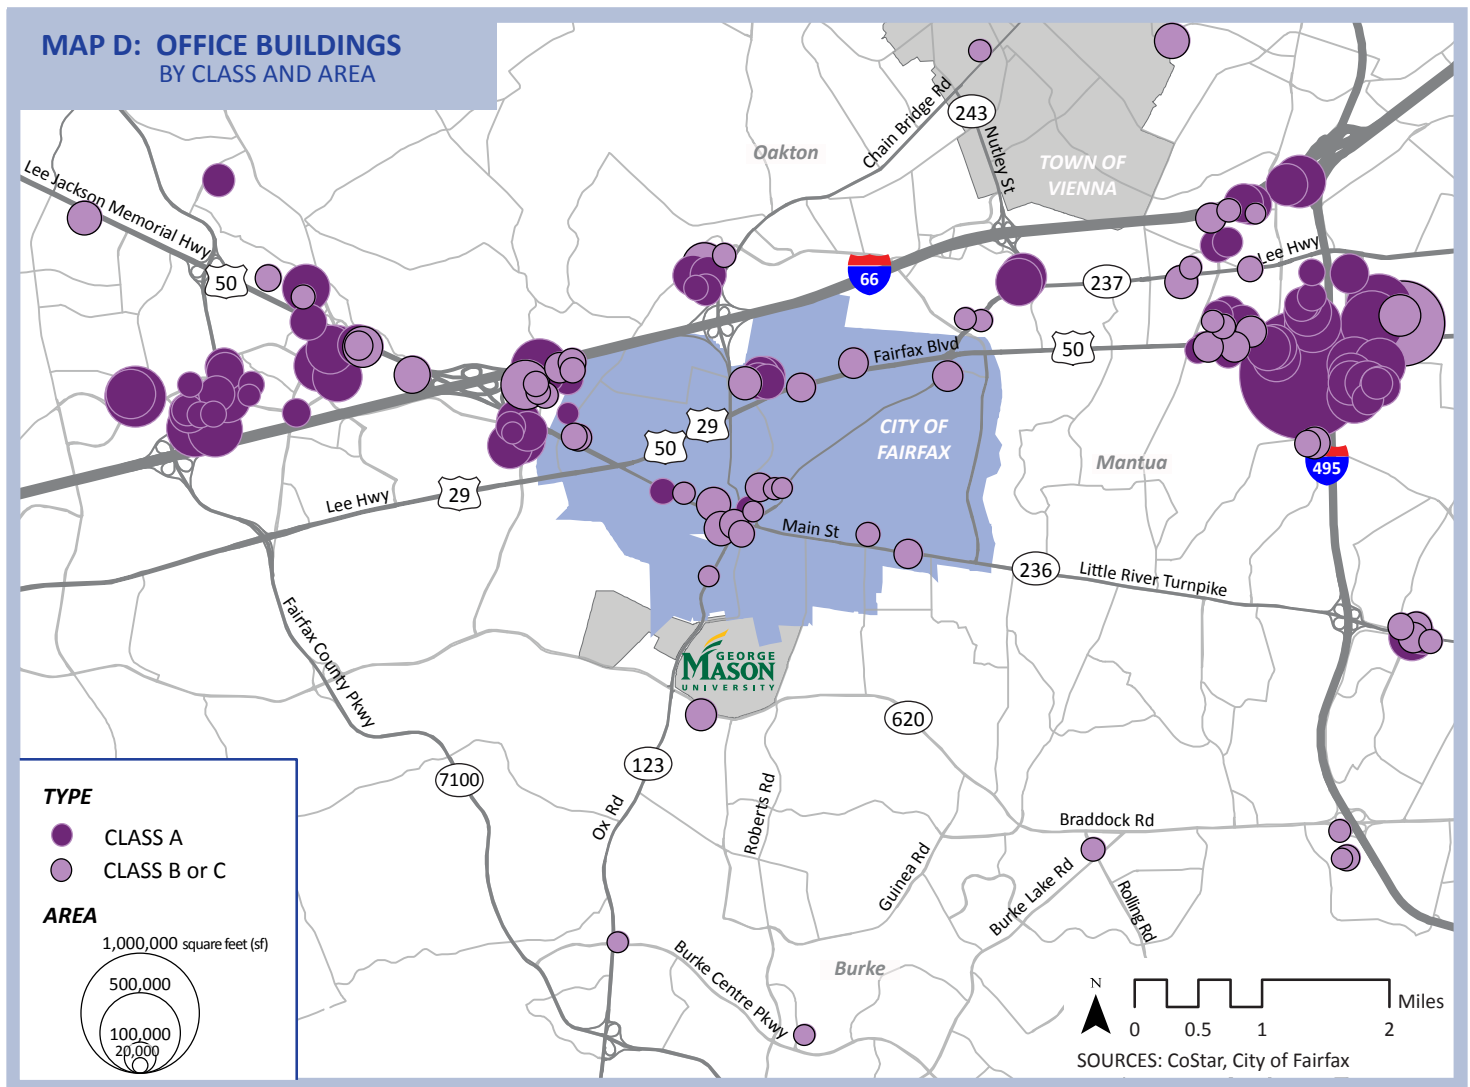 MAP D: OFFICE BUILDINGS
BY CLASS AND AREA
Lee Jackson Memorial Hwy
50
Oakton
Chain Bridge Rd
243
Nutley St
TOWN OF
VIENNA
66
237
Lee Hwy
Fairfax Blvd
50
29
50
CITY OF
FAIRFAX
Mantua
495
Lee Hwy
29
Main St
236
Little River Turnpike
Fairfax County Pkwy
GEORGE
MASON
UNIVERSITY
620
123
7100
Ox Rd
Roberts Rd
Braddock Rd
Guinea Rd
Burke Lake Rd
Rolling Rd
Burke Centre Pkwy
Burke
TYPE
CLASS A
CLASS B or C
AREA
1,000,000 square feet (sf)
500,000
100,000
20,000
N
Miles
0 0.5 1 2
SOURCES: CoStar, City of Fairfax